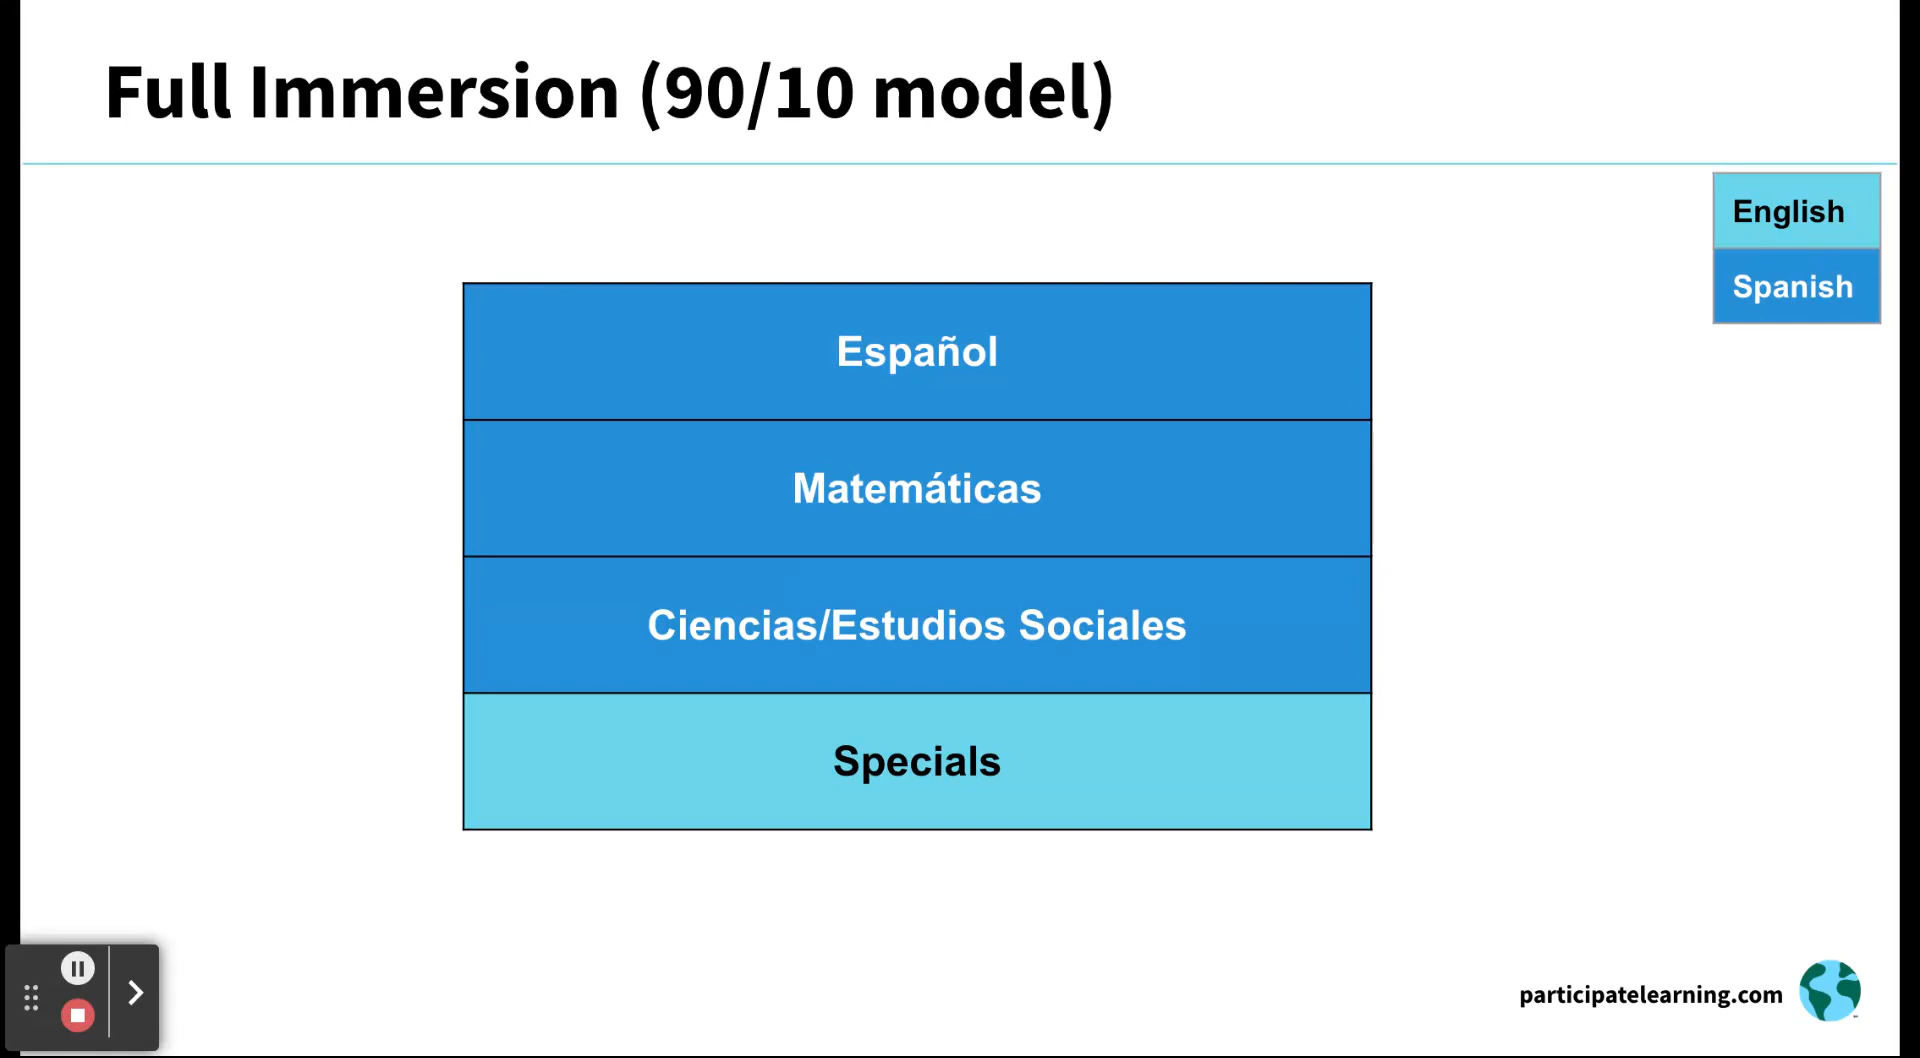 Full Immersion (90/10 model)
English
Spanish
Español
Matemáticas
Ciencias/Estudios Sociales
Specials
participatelearning.com